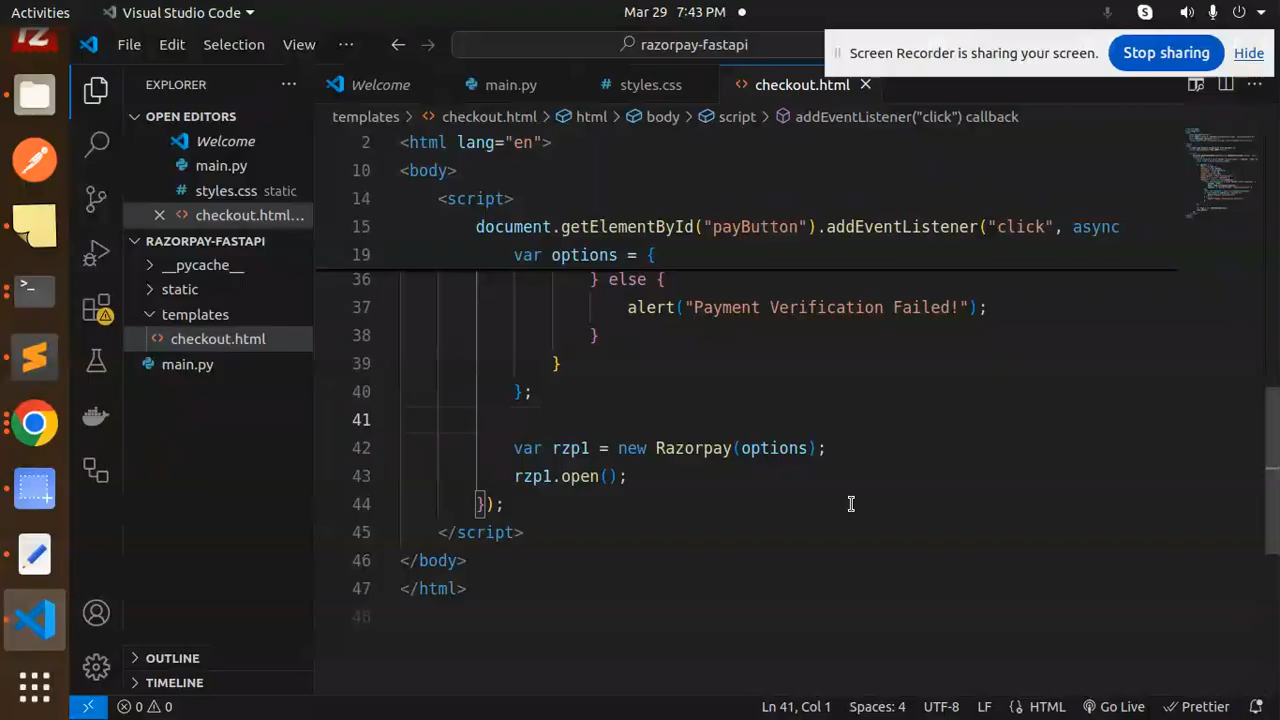 Activities
Visual Studio Code
Mar 29 7:43 PM
File Edit Selection View ···
razorpay-fastapi
Screen Recorder is sharing your screen.
Stop sharing
Hide
EXPLORER
Welcome
main.py
# styles.css
checkout.html
OPEN EDITORS
Welcome
main.py
# styles.css static
checkout.html...
RAZORPAY-FASTAPI
__pycache__
static
templates
checkout.html
main.py
OUTLINE
TIMELINE
templates > checkout.html > html > body > script > addEventListener("click") callback
2 <html lang="en">
10 <body>
14 <script>
15 document.getElementById("payButton").addEventListener("click", async
19 var options = {
36 } else {
37 alert("Payment Verification Failed!");
38 }
39 }
40 };
41
42 var rzp1 = new Razorpay(options);
43 rzp1.open();
44 });
45 </script>
46 </body>
47 </html>
48
0 0
Ln 41, Col 1
Spaces: 4
UTF-8
LF
HTML
Go Live
Prettier